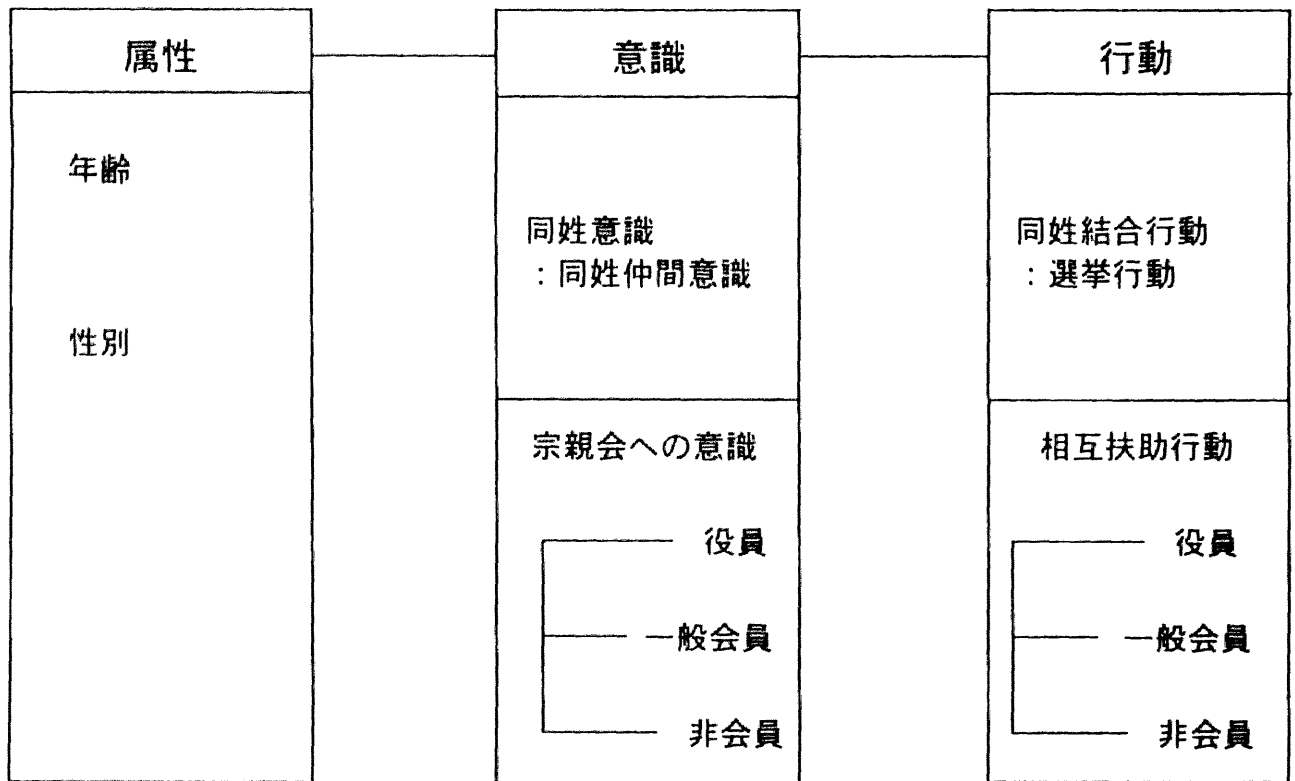 属性
年齢
性別
意識
同姓意識
：同姓仲間意識
宗親会への意識
役員
一般会員
非会員
行動
同姓結合行動
：選挙行動
相互扶助行動
役員
一般会員
非会員